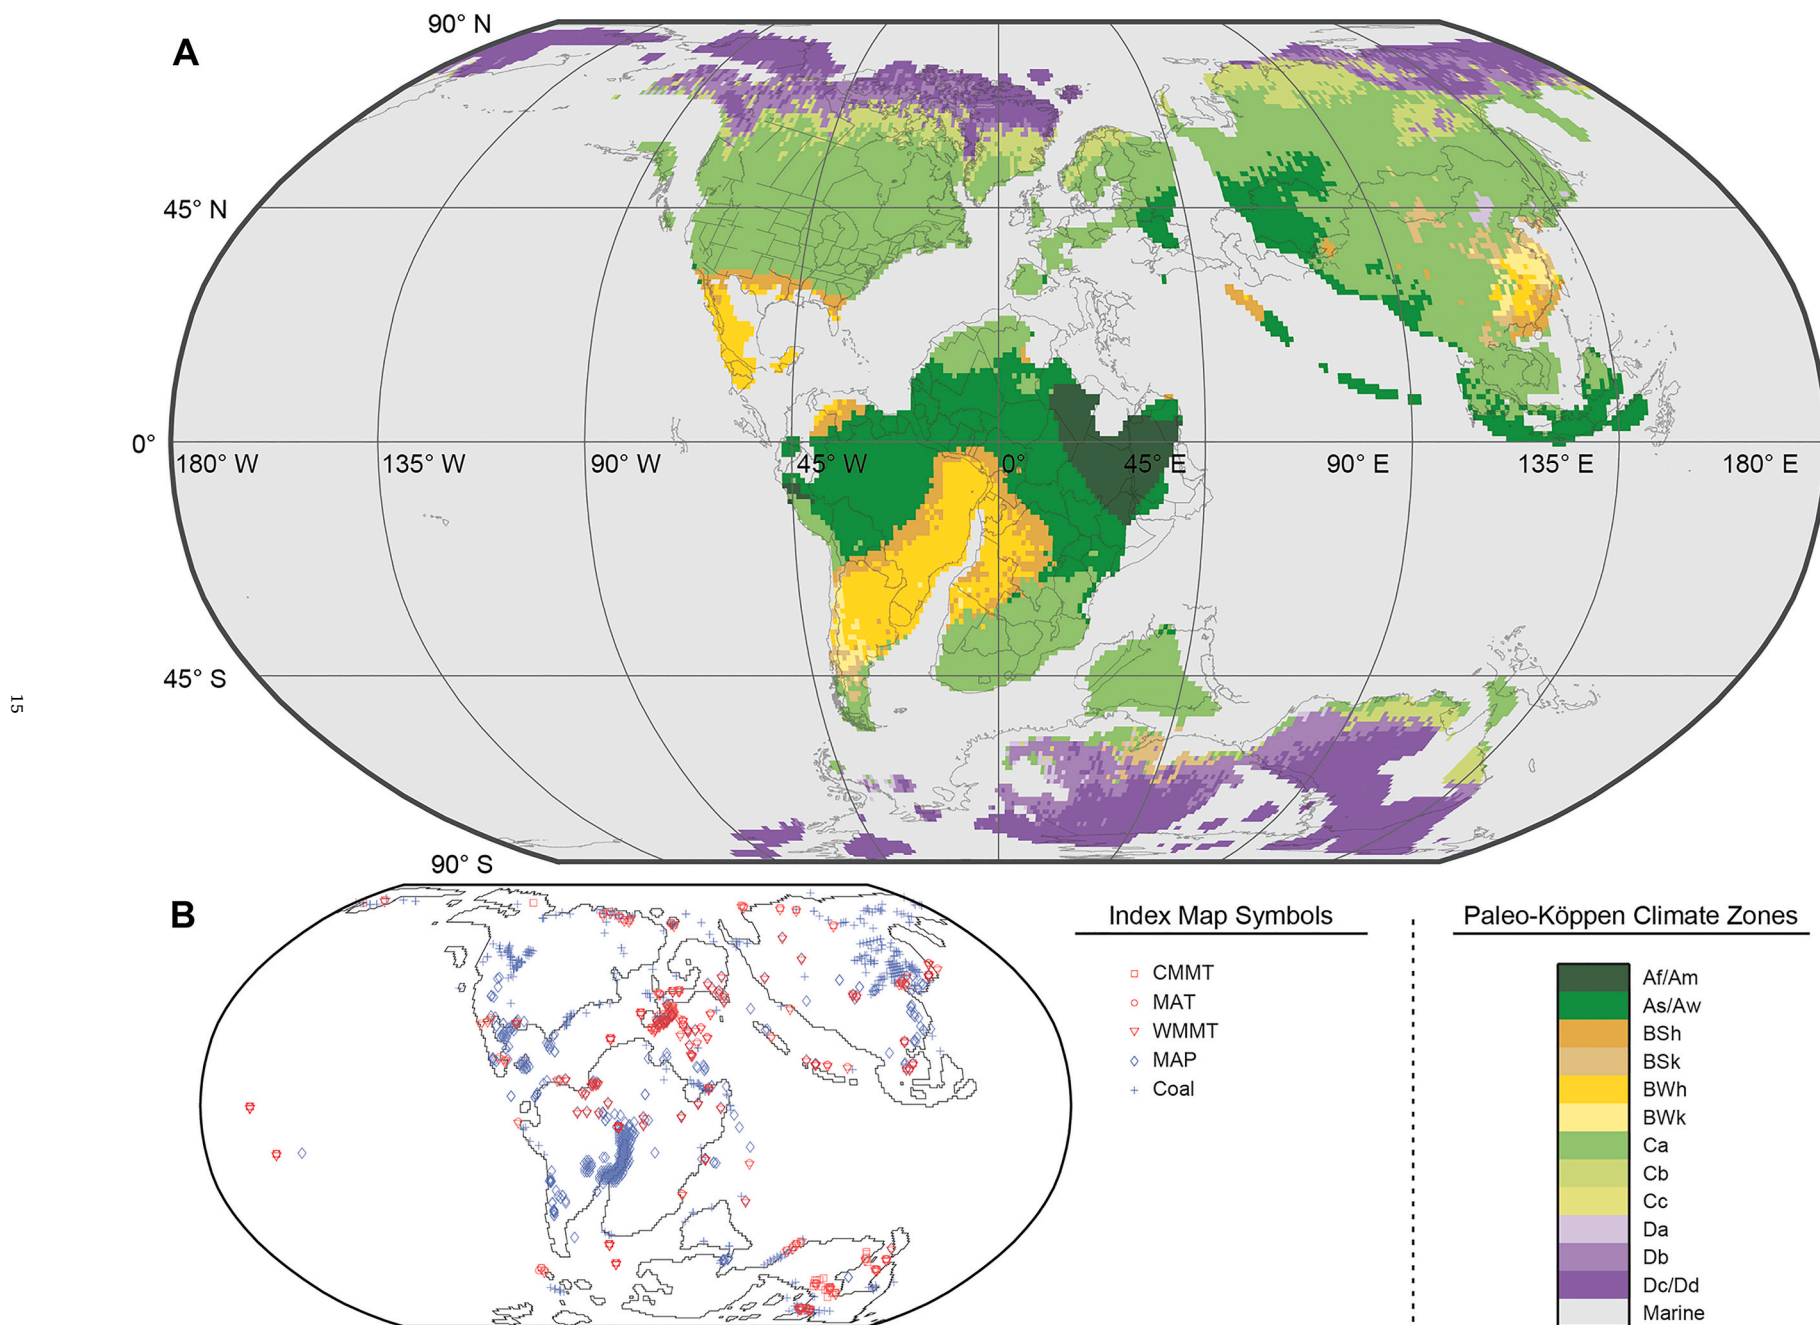 90° N
A
45° N
0°
180° W 135° W 90° W 45° W 0° 45° E 90° E 135° E 180° E
45° S
15
90° S
B
Index Map Symbols
CMMT
MAT
WMMT
MAP
Coal
Paleo-Köppen Climate Zones
Af/Am
As/Aw
BSh
BSk
BWh
BWk
Ca
Cb
Cc
Da
Db
Dc/Dd
Marine